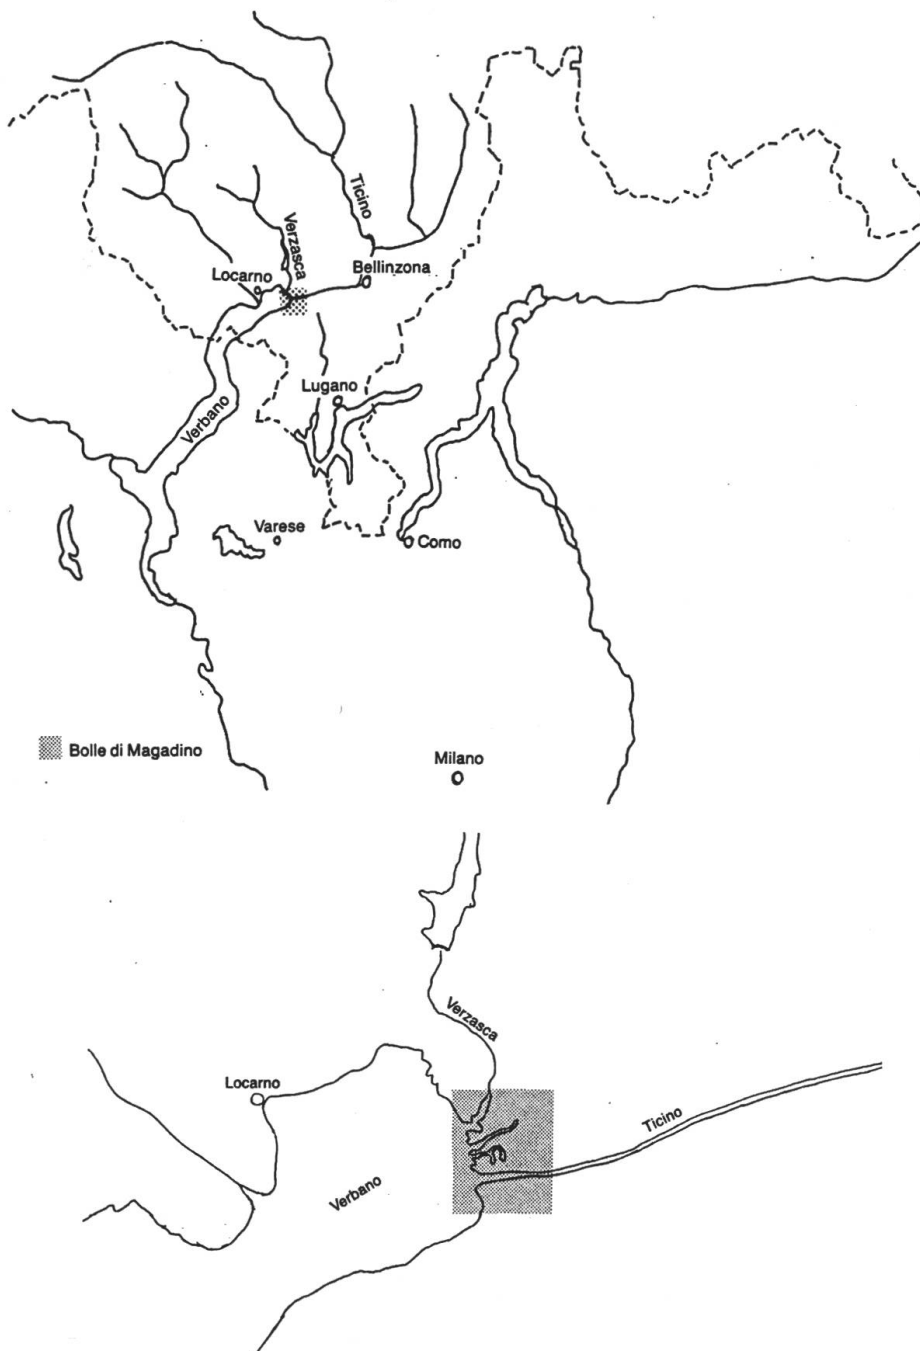 Ticino
Verzasca
Locarno
Bellinzona
Lugano
Verbano
Varese
Como
Bolle di Magadino
Milano
Verzasca
Locarno
Ticino
Verbano